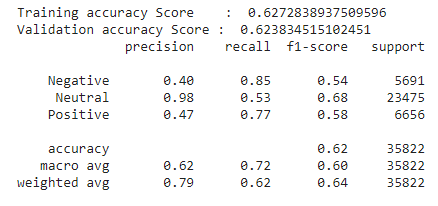 Training accuracy Score    :  0.6272838937509596
Validation accuracy Score :  0.623834515102451
precision    recall  f1-score   support
Negative       0.40      0.85      0.54      5691
Neutral       0.98      0.53      0.68     23475
Positive       0.47      0.77      0.58      6656
accuracy                           0.62     35822
macro avg       0.62      0.72      0.60     35822
weighted avg       0.79      0.62      0.64     35822